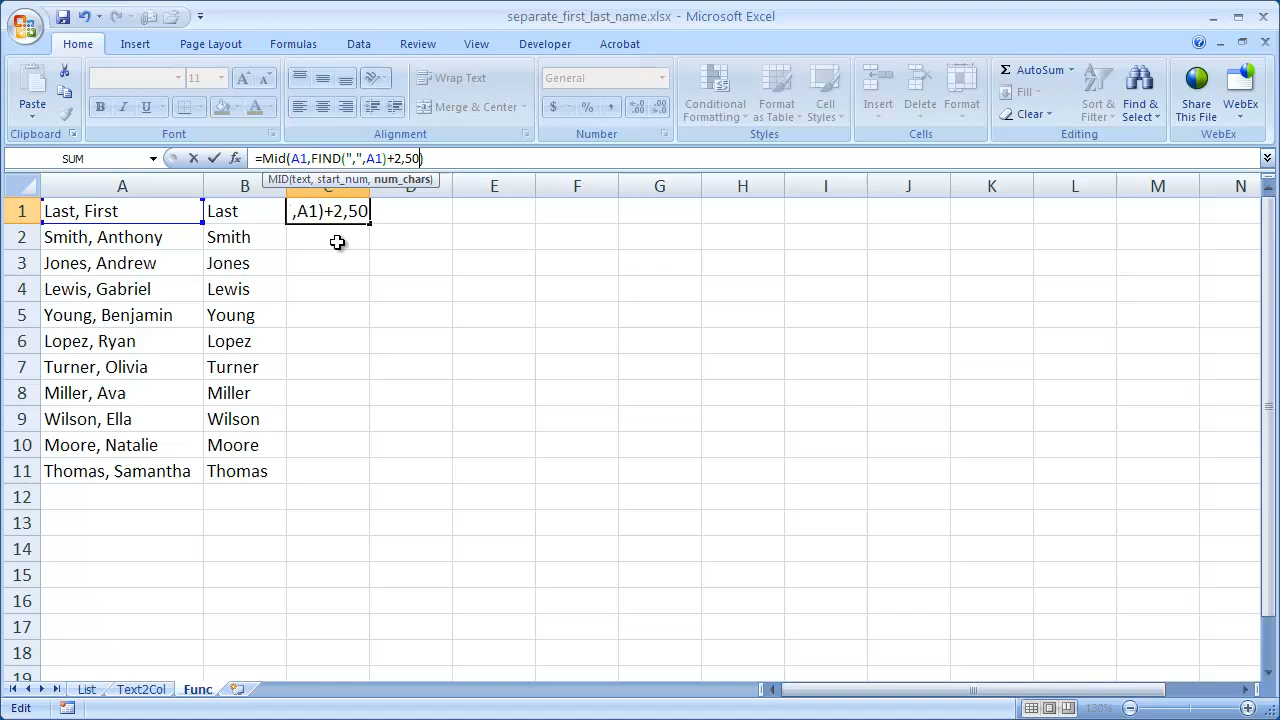 separate_first_last_name.xlsx - Microsoft Excel
Home Insert Page Layout Formulas Data Review View Developer Acrobat
Paste
Clipboard
11 A A
B I U A
Font
Wrap Text
Merge & Center
Alignment
General
$ % ,
Number
Conditional Formatting
Format as Table
Cell Styles
Styles
Insert Delete Format
Cells
Σ AutoSum
Fill
Clear
Sort & Filter
Find & Select
Editing
Share This File
WebEx
WebEx
SUM fx =Mid(A1,FIND(",",A1)+2,50)
MID(text, start_num, num_chars)
A B C D E F G H I J K L M N
1 Last, First Last ,A1)+2,50
2 Smith, Anthony Smith
3 Jones, Andrew Jones
4 Lewis, Gabriel Lewis
5 Young, Benjamin Young
6 Lopez, Ryan Lopez
7 Turner, Olivia Turner
8 Miller, Ava Miller
9 Wilson, Ella Wilson
10 Moore, Natalie Moore
11 Thomas, Samantha Thomas
12
13
14
15
16
17
18
19
List Text2Col Func
Edit 130%